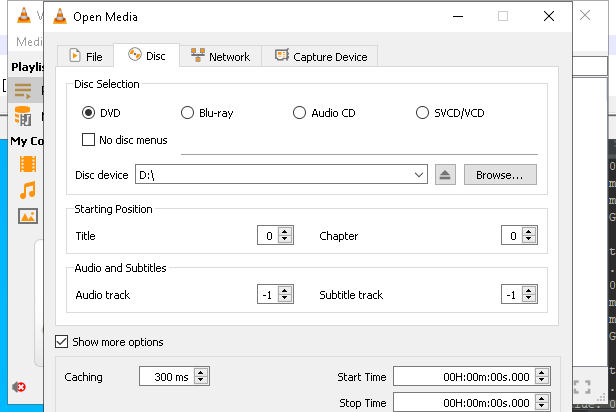 Open Media
Medi
File
Disc
Network
Capture Device
Playlis
Disc Selection
DVD
Blu-ray
Audio CD
SVCD/VCD
No disc menus
My Co
Disc device
D:\
Browse...
Starting Position
Title
0
Chapter
0
Audio and Subtitles
Audio track
-1
Subtitle track
-1
Show more options
Caching
300 ms
Start Time
00H:00m:00s.000
Stop Time
00H:00m:00s.000